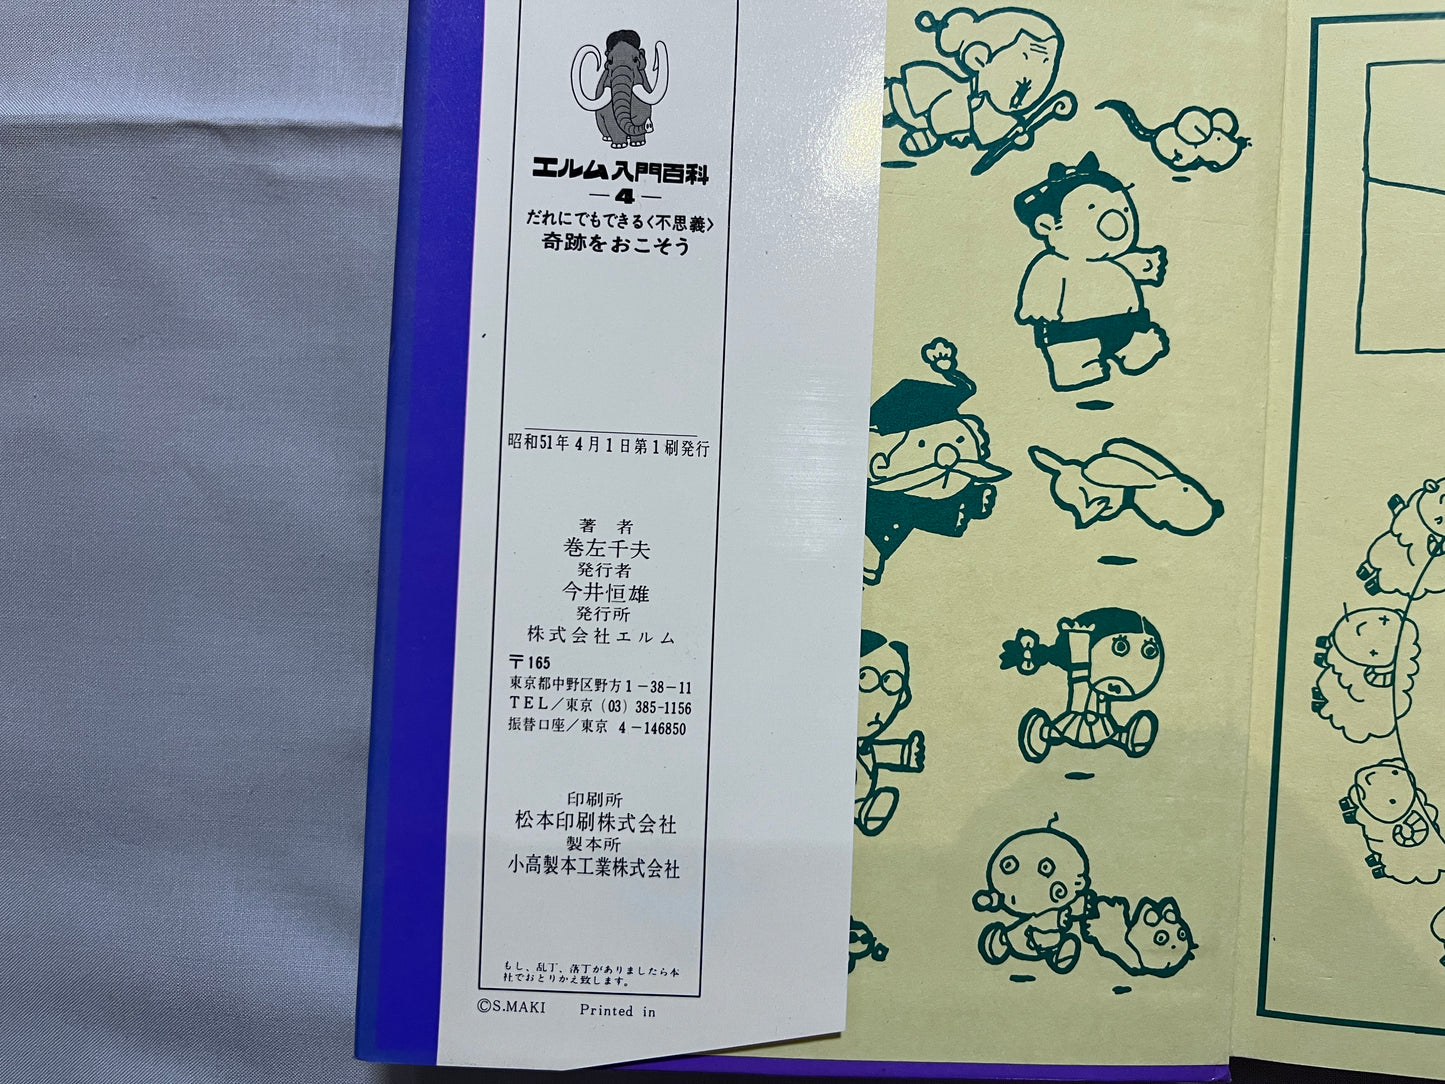 エルム入門百科
—4—
だれにでもできる〈不思義〉
奇跡をおこそう
昭和51年4月1日第1刷発行
著 者
巻左千夫
発行者
今井恒雄
発行所
株式会社エルム
〒165
東京都中野区野方1-38-11
TEL/東京(03)385-1156
振替口座/東京 4-146850
印刷所
松本印刷株式会社
製本所
小高製本工業株式会社
もし、乱丁、落丁がありましたら本
社でおとりかえ致します。
©S.MAKI Printed in